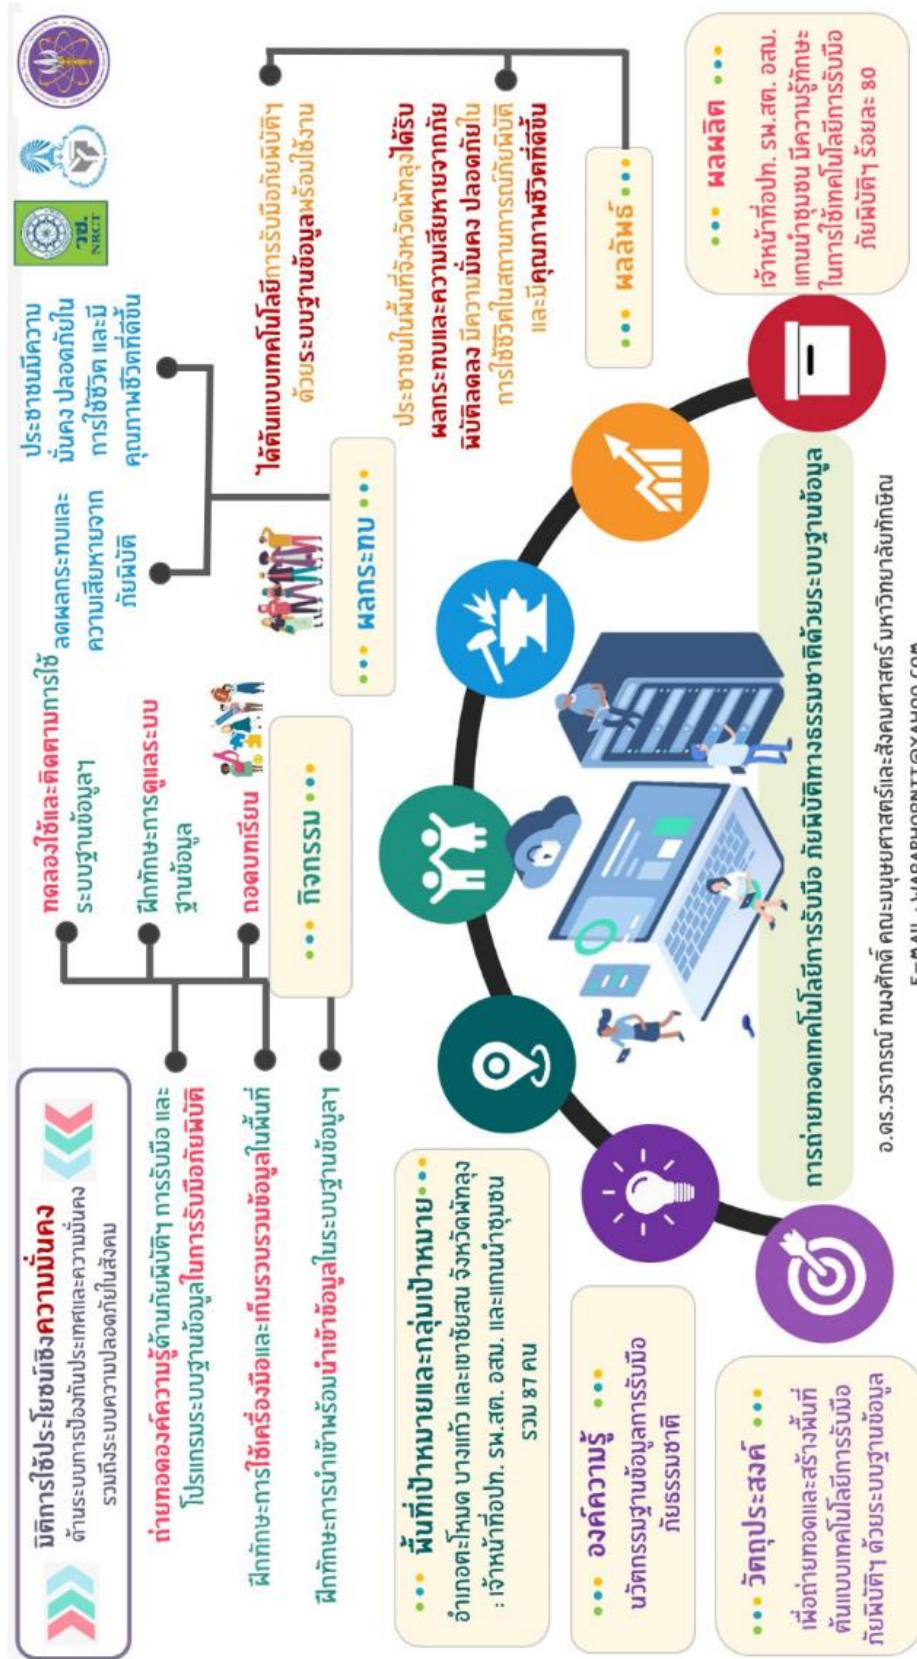 มิติการใช้ประโยชน์เชิงความมั่นคง
ด้านระบบการป้องกันประเทศและความมั่นคง
รวมถึงระบบความปลอดภัยในสังคม
วช.
NRCT
ถ่ายทอดองค์ความรู้ด้านภัยพิบัติฯ การรับมือ และ
โปรแกรมระบบฐานข้อมูลในการรับมือภัยพิบัติ
ฝึกทักษะการใช้เครื่องมือและเก็บรวบรวมข้อมูลในพื้นที่
ฝึกทักษะการนำเข้าพร้อมนำเข้าข้อมูลในระบบฐานข้อมูลฯ
ทดลองใช้และติดตามการใช้
ระบบฐานข้อมูลฯ
ฝึกทักษะการดูแลระบบ
ฐานข้อมูล
ถอดบทเรียน
กิจกรรม
ลดผลกระทบและ
ความเสียหายจาก
ภัยพิบัติ
ประชาชนมีความ
มั่นคง ปลอดภัยใน
การใช้ชีวิต และมี
คุณภาพชีวิตที่ดีขึ้น
ผลกระทบ
ได้ต้นแบบเทคโนโลยีการรับมือภัยพิบัติฯ
ด้วยระบบฐานข้อมูลพร้อมใช้งาน
ประชาชนในพื้นที่จังหวัดพัทลุงได้รับ
ผลกระทบและความเสียหายจากภัย
พิบัติลดลง มีความมั่นคง ปลอดภัยใน
การใช้ชีวิตในสถานการณ์ภัยพิบัติ
และมีคุณภาพชีวิตที่ดีขึ้น
ผลลัพธ์
ผลผลิต
เจ้าหน้าที่อปท. รพ.สต. อสม.
แกนนำชุมชน มีความรู้ทักษะ
ในการใช้เทคโนโลยีการรับมือ
ภัยพิบัติฯ ร้อยละ 80
พื้นที่เป้าหมายและกลุ่มเป้าหมาย
อำเภอตะโหมด บางแก้ว และเขาชัยสน จังหวัดพัทลุง
: เจ้าหน้าที่อปท. รพ.สต. อสม. และแกนนำชุมชน
รวม 87 คน
องค์ความรู้
นวัตกรรมฐานข้อมูลการรับมือ
ภัยธรรมชาติ
วัตถุประสงค์
เพื่อถ่ายทอดและสร้างพื้นที่
ต้นแบบเทคโนโลยีการรับมือ
ภัยพิบัติฯ ด้วยระบบฐานข้อมูล
การถ่ายทอดเทคโนโลยีการรับมือ ภัยพิบัติทางธรรมชาติด้วยระบบฐานข้อมูล
อ.ดร.วราภรณ์ ทนงศักดิ์ คณะมนุษยศาสตร์และสังคมศาสตร์ มหาวิทยาลัยทักษิณ